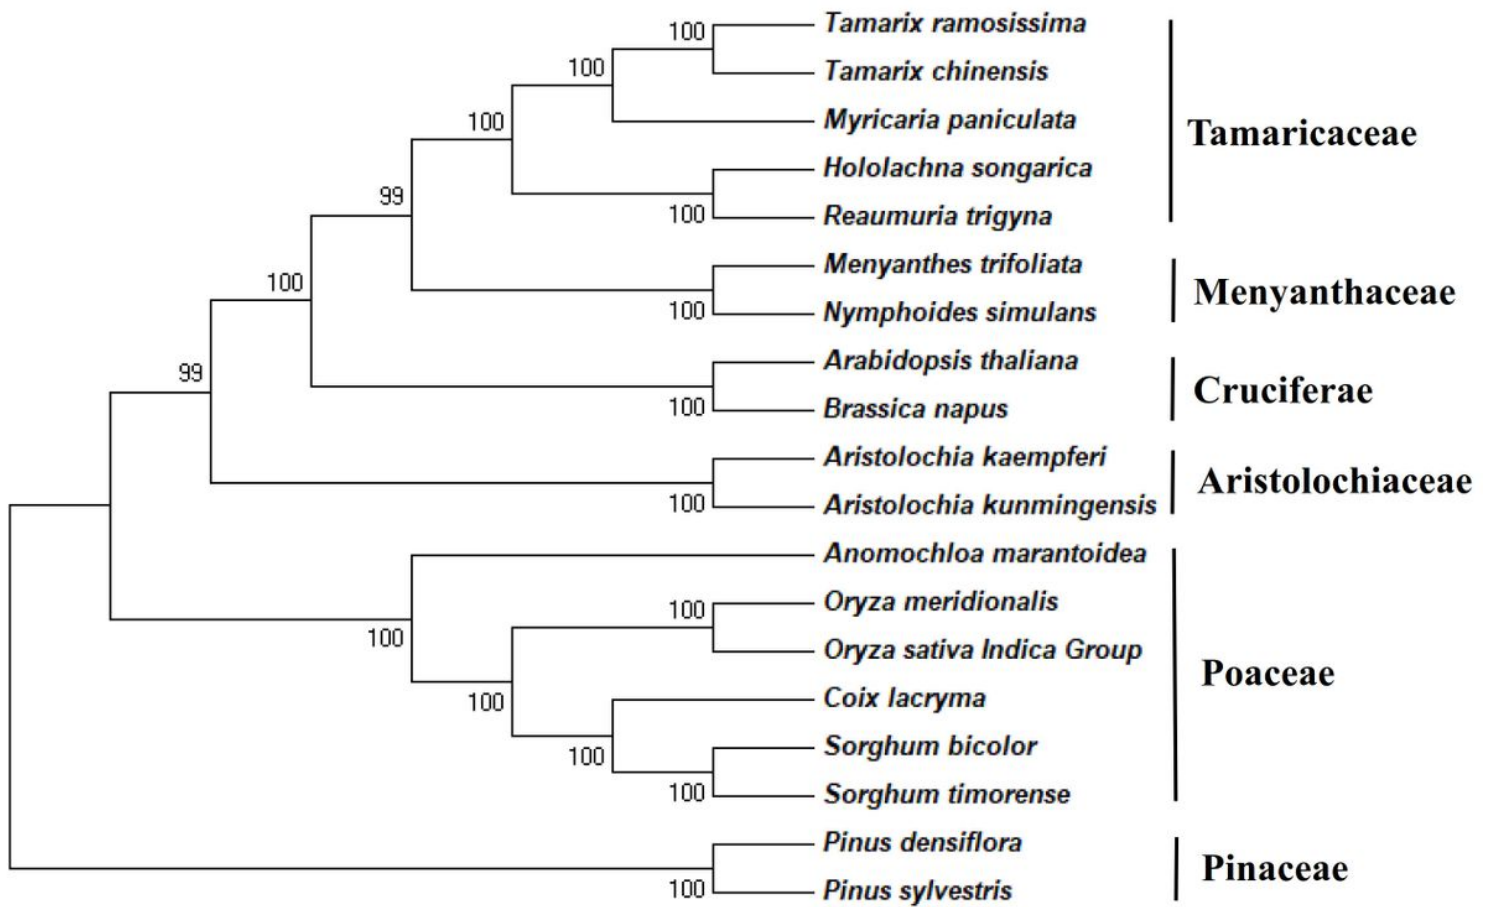 100 Tamarix ramosissima
100 Tamarix chinensis
100 Myricaria paniculata
Tamaricaceae
Hololachna songarica
99 100 Reaumuria trigyna
Menyanthes trifoliata
100
Menyanthaceae
100 Nymphoides simulans
Arabidopsis thaliana
99
Cruciferae
100 Brassica napus
Aristolochia kaempferi
Aristolochiaceae
100 Aristolochia kunmingensis
Anomochloa marantoidea
100 Oryza meridionalis
100
Oryza sativa Indica Group
Poaceae
100 Coix lacryma
100 Sorghum bicolor
100 Sorghum timorense
Pinus densiflora
Pinaceae
100 Pinus sylvestris